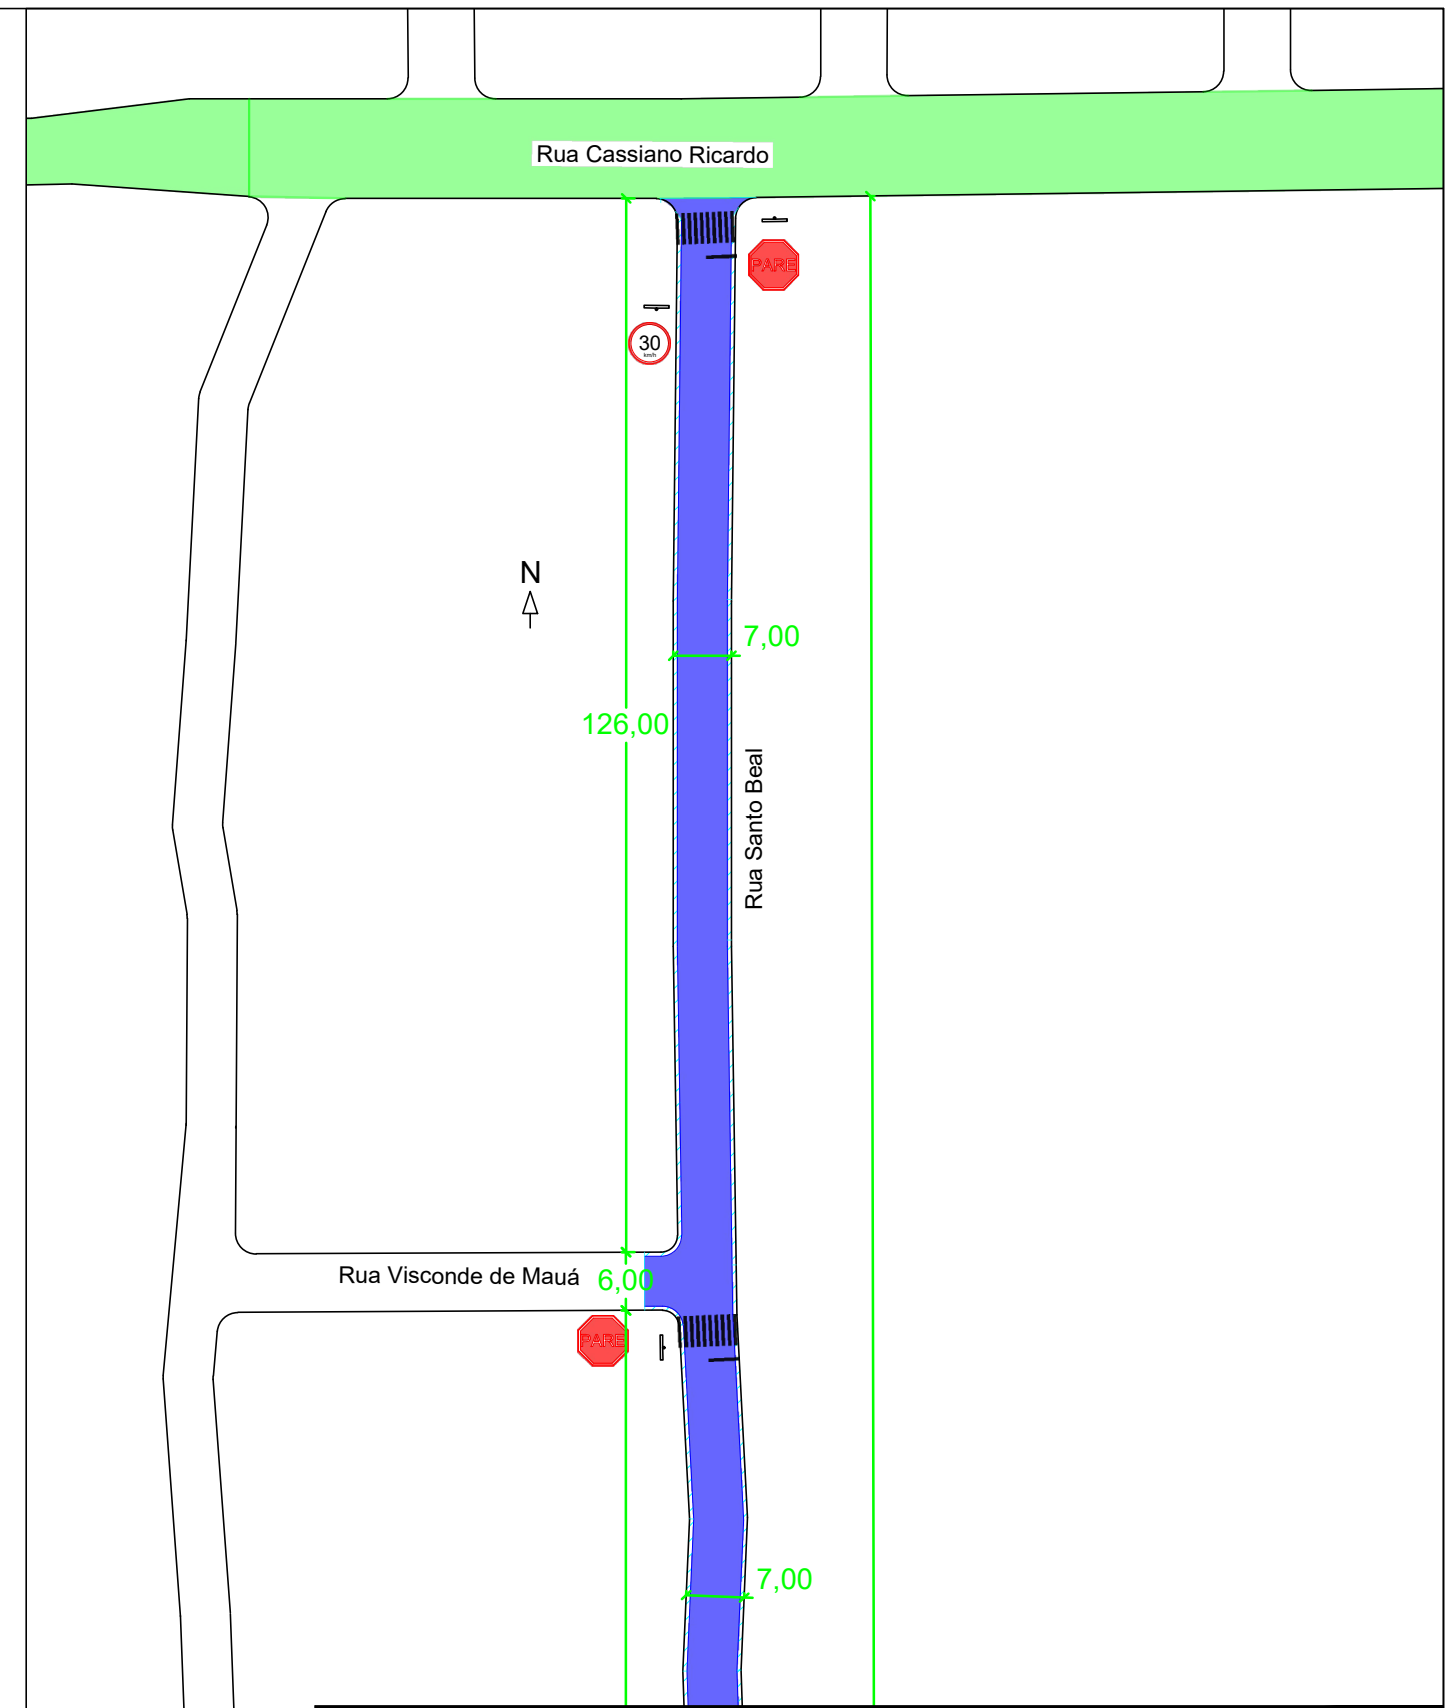 Rua Cassiano Ricardo
PARE
30
km/h
N
7,00
126,00
Rua Santo Beal
Rua Visconde de Mauá
6,00
PARE
7,00